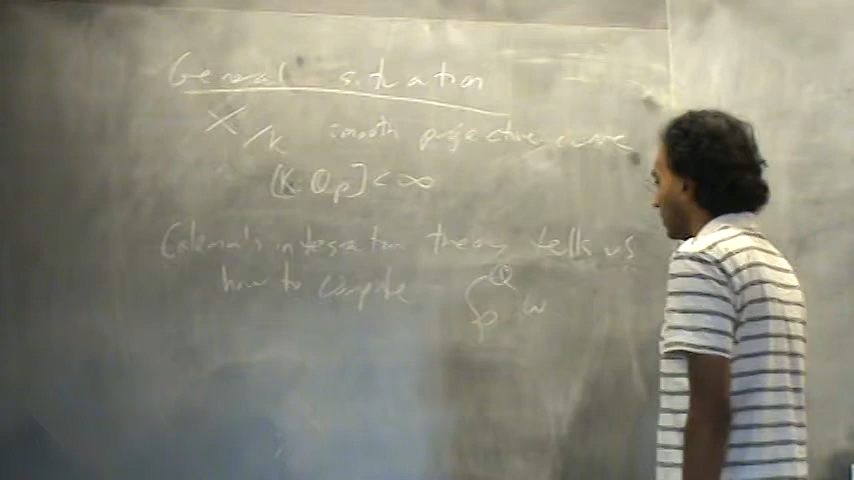 General situation
X/K smooth projective curve
[K:Qp] < ∞
Coleman's integration theory tells us
how to compute ∫_P^Q ω